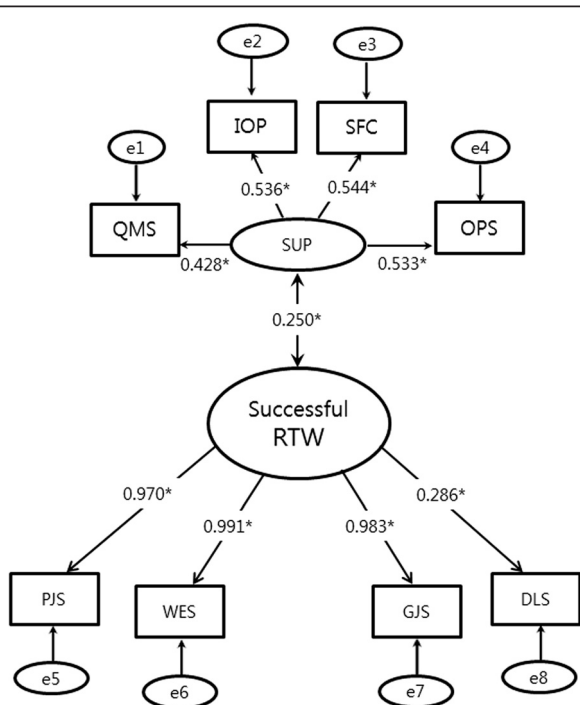 e2
e3
IOP
SFC
e1
e4
0.536*
0.544*
QMS
OPS
SUP
0.428*
0.533*
0.250*
Successful
RTW
0.970*
0.286*
0.991*
0.983*
PJS
WES
GJS
DLS
e5
e6
e7
e8